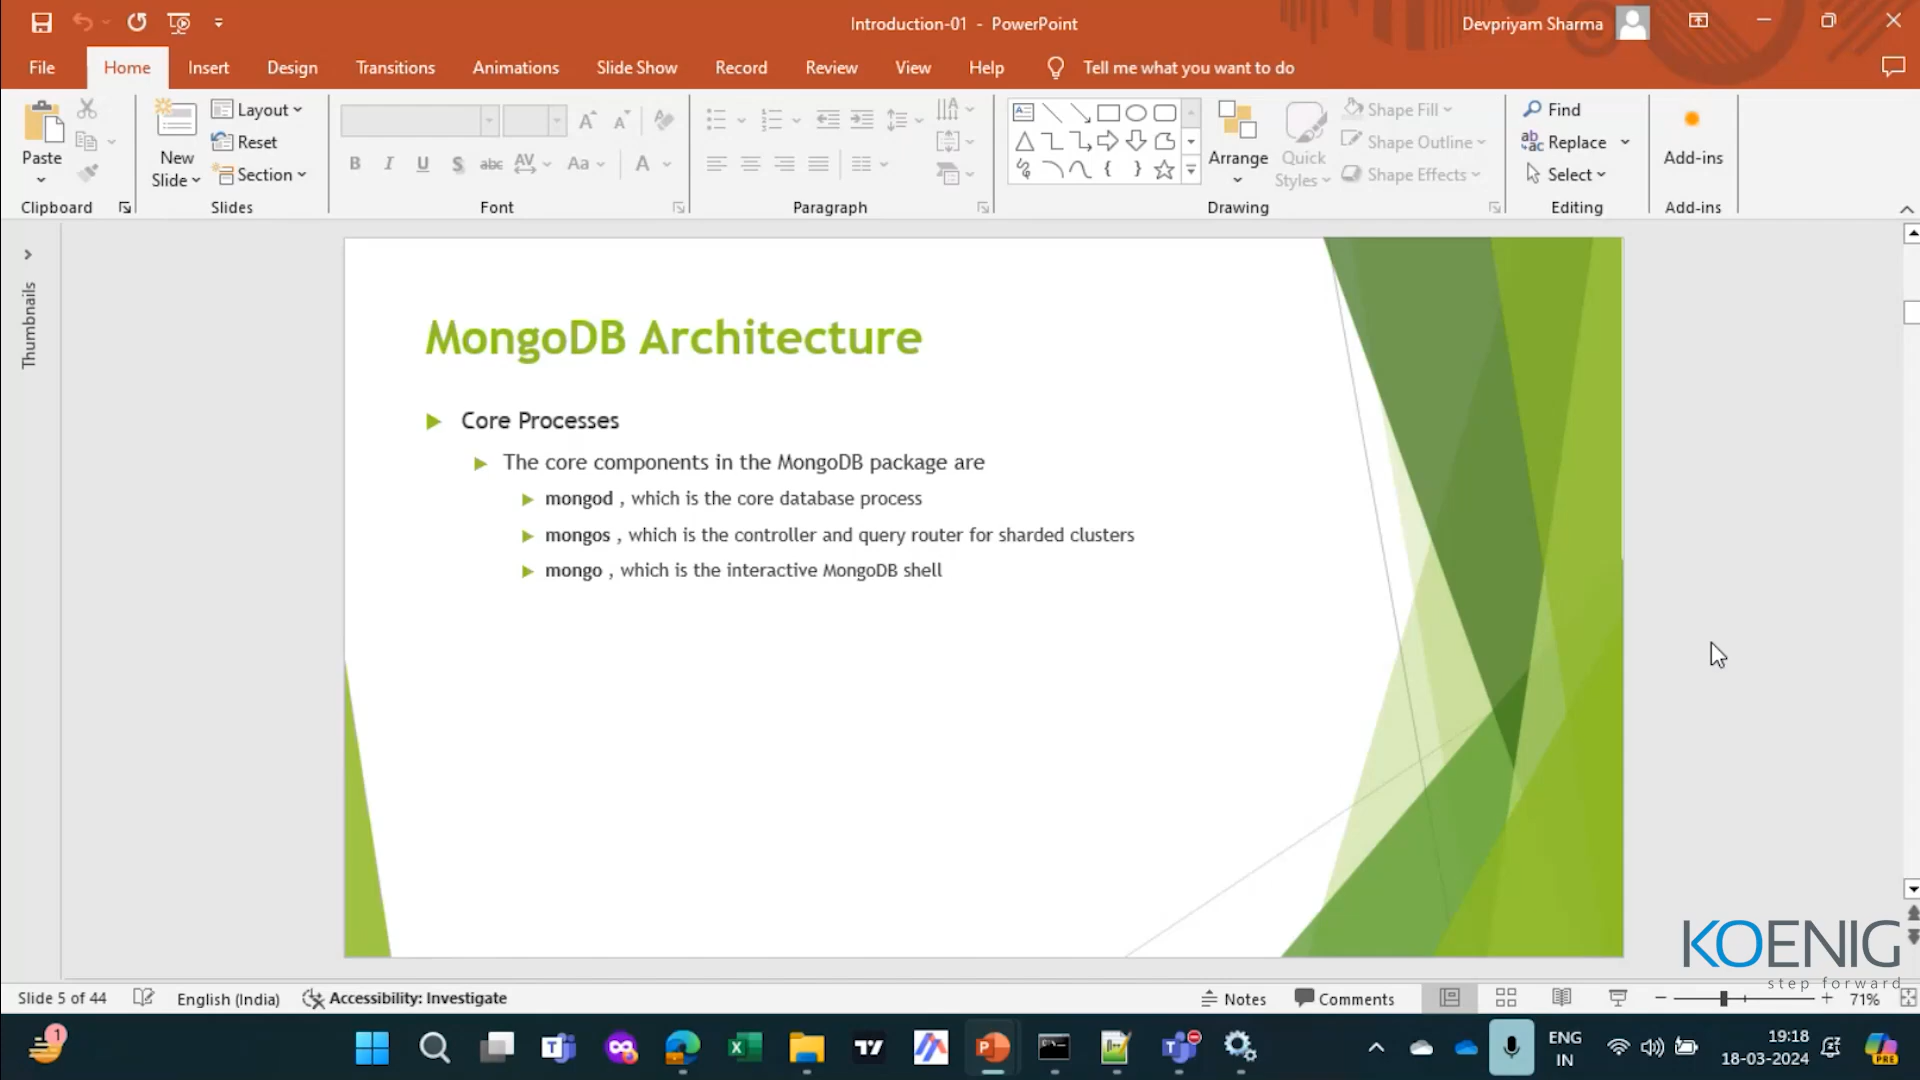 Introduction-01 - PowerPoint
Devpriyam Sharma
File Home Insert Design Transitions Animations Slide Show Record Review View Help Tell me what you want to do
Paste
Clipboard
New
Slide
Layout
Reset
Section
Slides
B I U S abc AV Aa A
Font
Paragraph
Arrange
Quick
Styles
Shape Fill
Shape Outline
Shape Effects
Drawing
Find
Replace
Select
Editing
Add-ins
Add-ins
Thumbnails
MongoDB Architecture
Core Processes
The core components in the MongoDB package are
mongod , which is the core database process
mongos , which is the controller and query router for sharded clusters
mongo , which is the interactive MongoDB shell
KOENIG
step forward
Slide 5 of 44 English (India) Accessibility: Investigate Notes Comments 71%
1
ENG
IN
19:18
18-03-2024
PRE